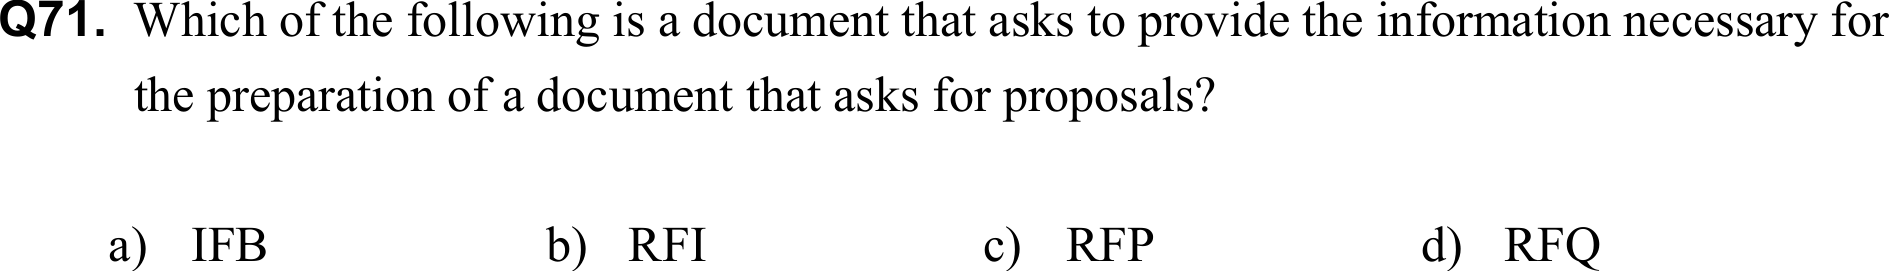 Q71. Which of the following is a document that asks to provide the information necessary for
the preparation of a document that asks for proposals?
a) IFB b) RFI c) RFP d) RFQ